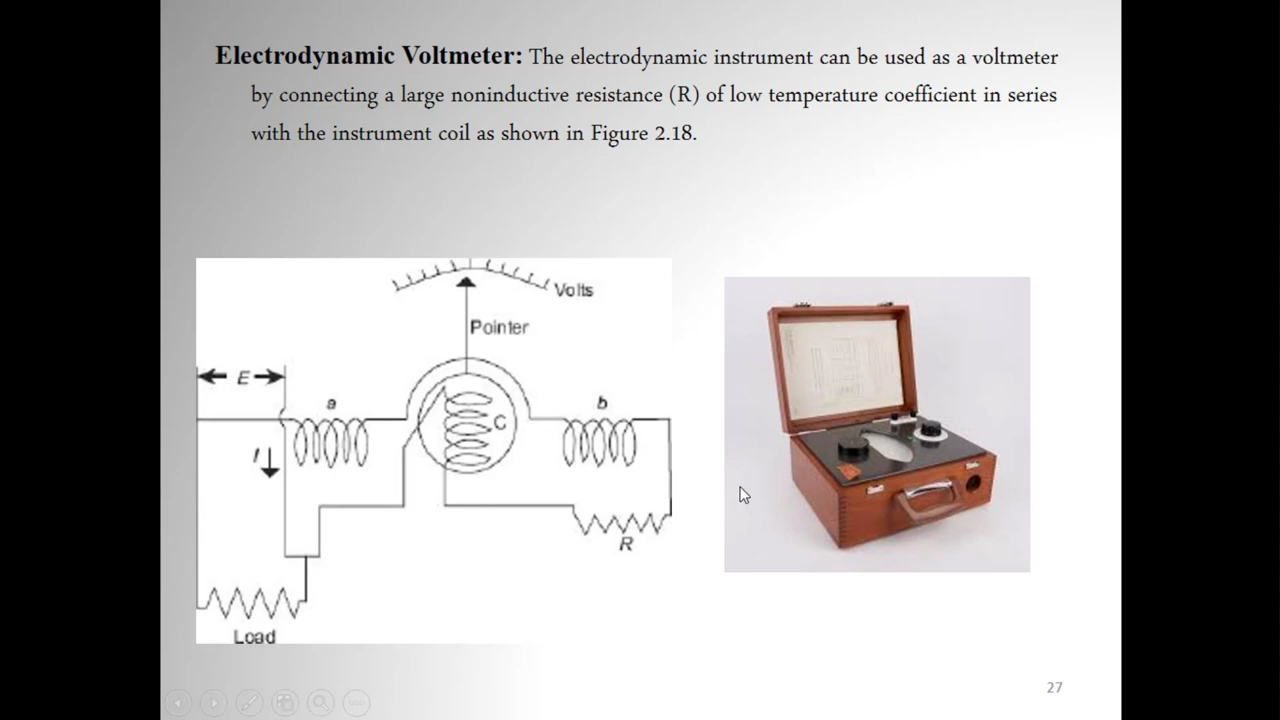 Electrodynamic Voltmeter: The electrodynamic instrument can be used as a voltmeter
by connecting a large noninductive resistance (R) of low temperature coefficient in series
with the instrument coil as shown in Figure 2.18.
Volts
Pointer
E
a
b
C
I
R
Load
27